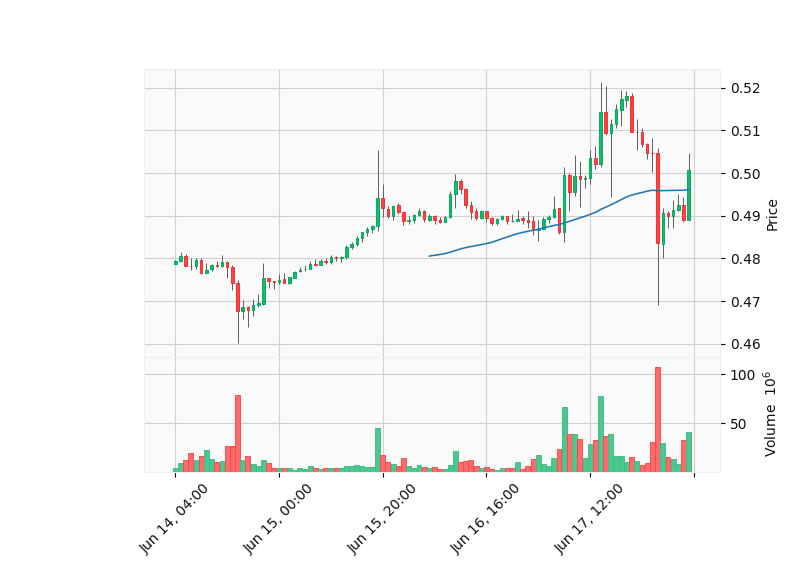 0.52
0.51
0.50
0.49
0.48
0.47
0.46
Price
100
50
Volume 10^6
Jun 14, 04:00
Jun 15, 00:00
Jun 15, 20:00
Jun 16, 16:00
Jun 17, 12:00